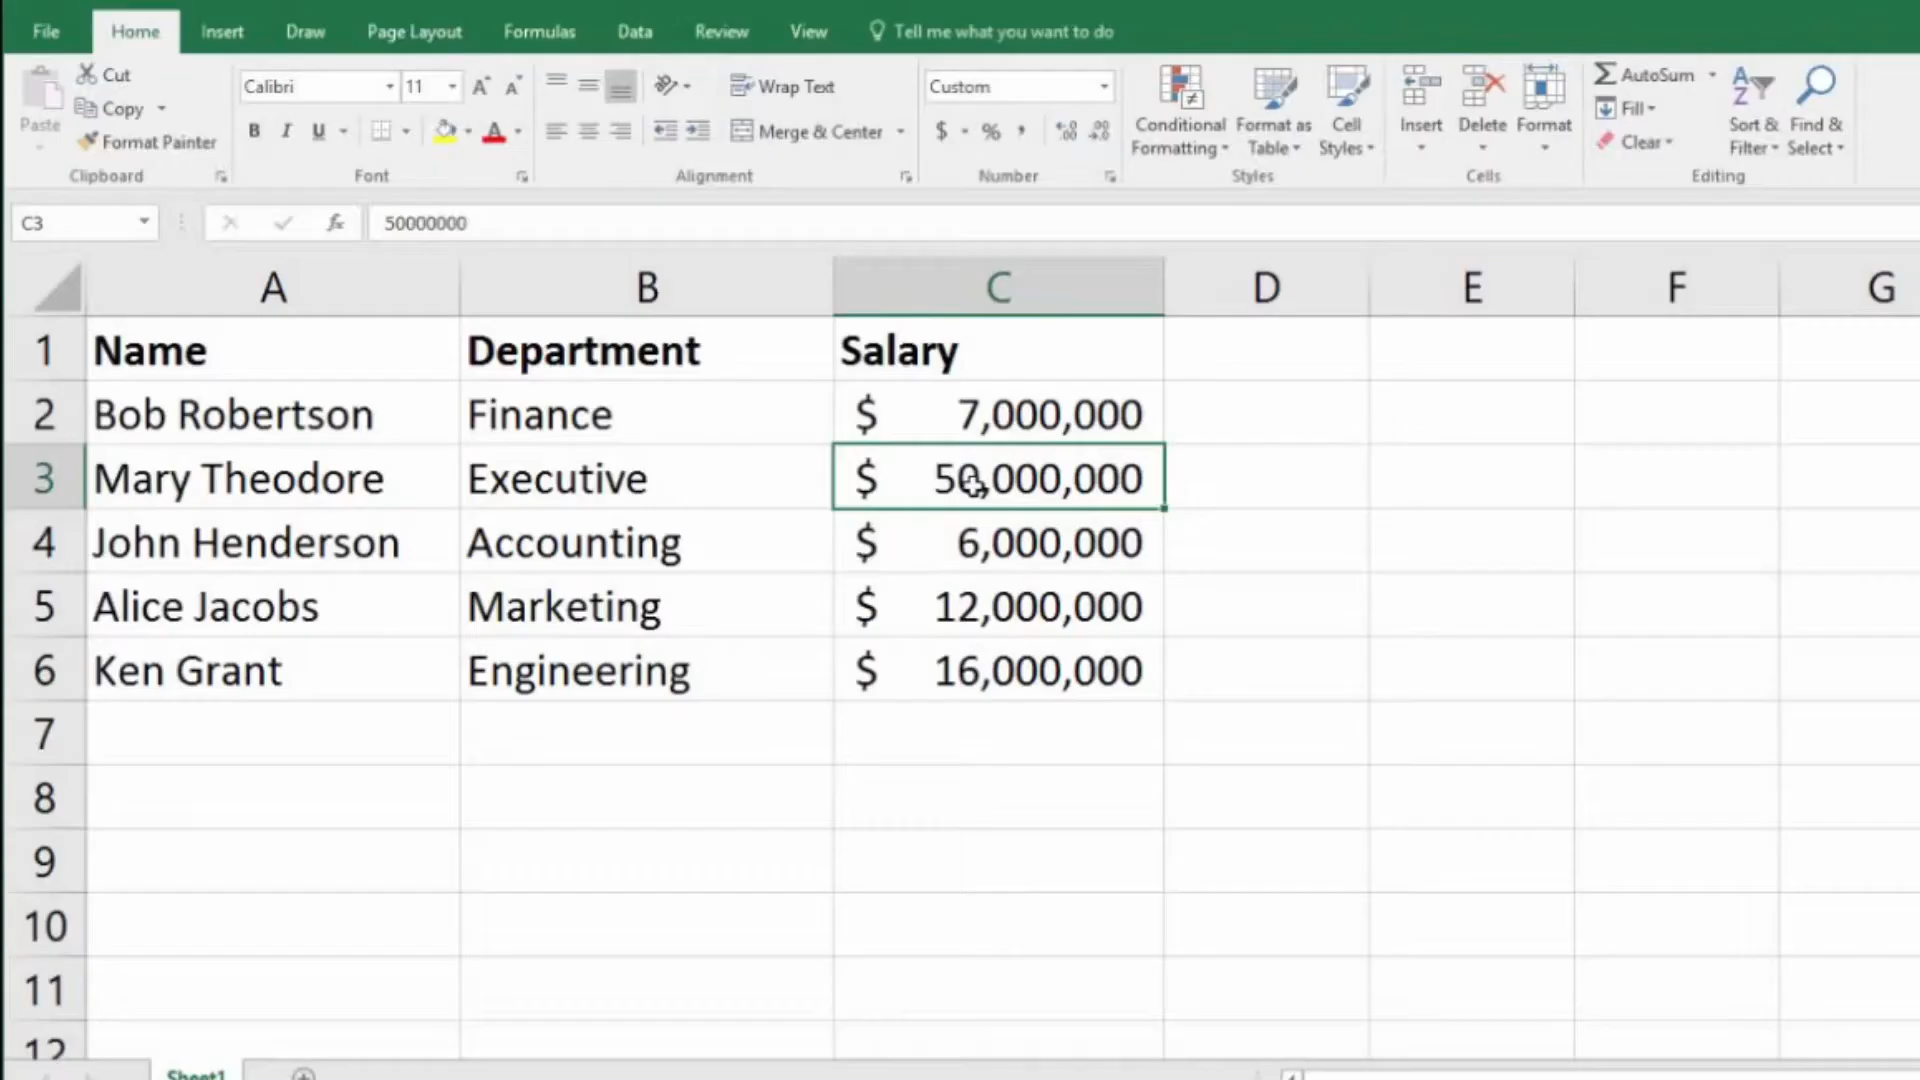 File Home Insert Draw Page Layout Formulas Data Review View Tell me what you want to do
Cut
Copy
Format Painter
Paste
Clipboard
Calibri 11
B I U
Font
Wrap Text
Merge & Center
Alignment
Custom
$ % ,
Number
Conditional Formatting
Format as Table
Cell Styles
Styles
Insert Delete Format
Cells
AutoSum
Fill
Clear
Sort & Filter
Find & Select
Editing
C3 fx 50000000
A B C D E F G
1 Name Department Salary
2 Bob Robertson Finance $ 7,000,000
3 Mary Theodore Executive $ 50,000,000
4 John Henderson Accounting $ 6,000,000
5 Alice Jacobs Marketing $ 12,000,000
6 Ken Grant Engineering $ 16,000,000
7
8
9
10
11
12
Sheet1